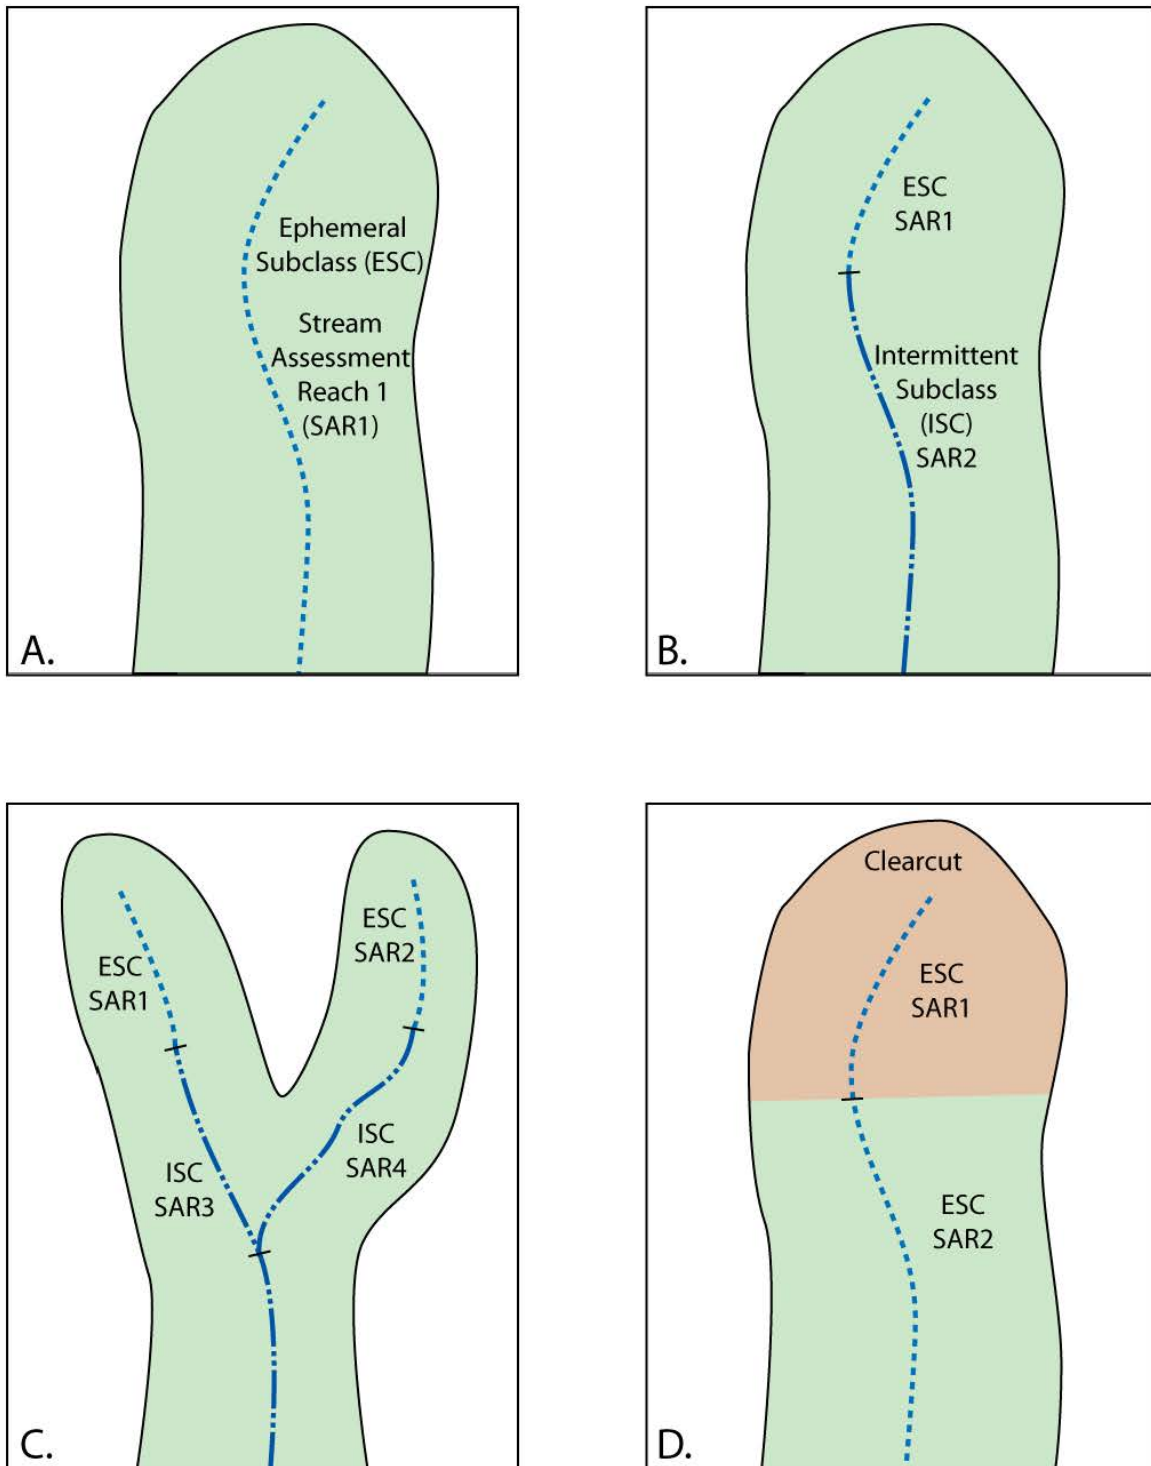 Ephemeral
Subclass (ESC)
Stream
Assessment
Reach 1
(SAR1)
A.
ESC
SAR1
Intermittent
Subclass
(ISC)
SAR2
B.
ESC
SAR1
ESC
SAR2
ISC
SAR3
ISC
SAR4
C.
Clearcut
ESC
SAR1
ESC
SAR2
D.